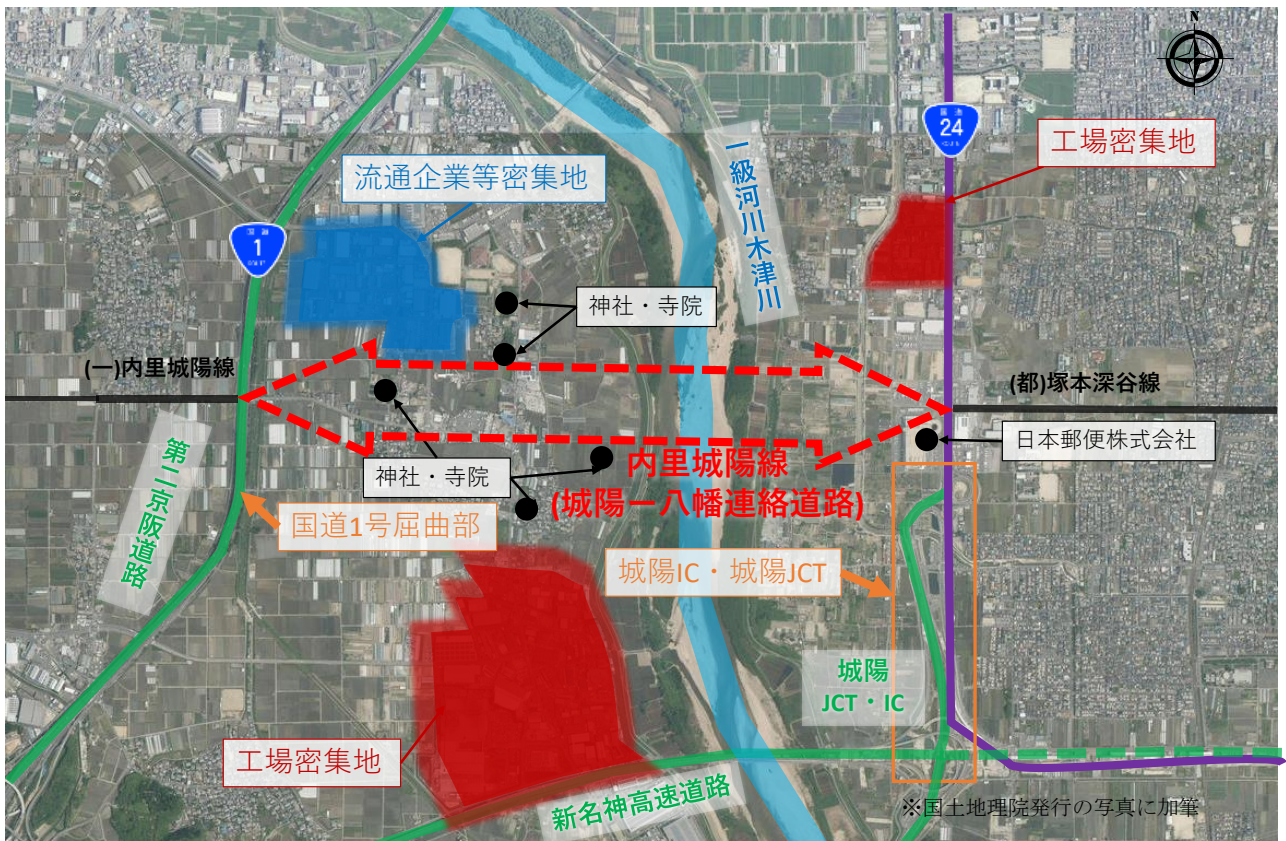 N
国道
24
工場密集地
一級河川木津川
流通企業等密集地
国道
1
神社・寺院
(一)内里城陽線
(都)塚本深谷線
日本郵便株式会社
第二京阪道路
神社・寺院
内里城陽線
(城陽ー八幡連絡道路)
国道1号屈曲部
城陽IC・城陽JCT
城陽
JCT・IC
工場密集地
新名神高速道路
※国土地理院発行の写真に加筆